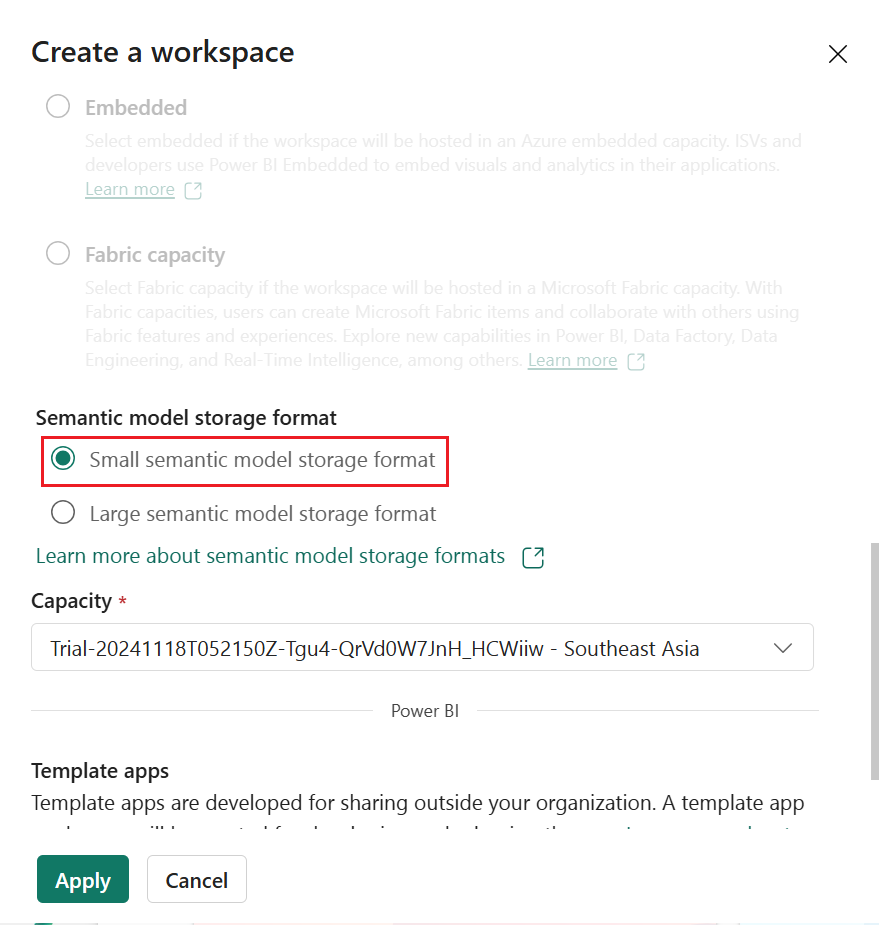 Create a workspace
Embedded
Select embedded if the workspace will be hosted in an Azure embedded capacity. ISVs and
developers use Power BI Embedded to embed visuals and analytics in their applications.
Learn more
Fabric capacity
Select Fabric capacity if the workspace will be hosted in a Microsoft Fabric capacity. With
Fabric capacities, users can create Microsoft Fabric items and collaborate with others using
Fabric features and experiences. Explore new capabilities in Power BI, Data Factory, Data
Engineering, and Real-Time Intelligence, among others. Learn more
Semantic model storage format
Small semantic model storage format
Large semantic model storage format
Learn more about semantic model storage formats
Capacity *
Trial-20241118T052150Z-Tgu4-QrVd0W7JnH_HCWiiw - Southeast Asia
Power BI
Template apps
Template apps are developed for sharing outside your organization. A template app
Apply
Cancel